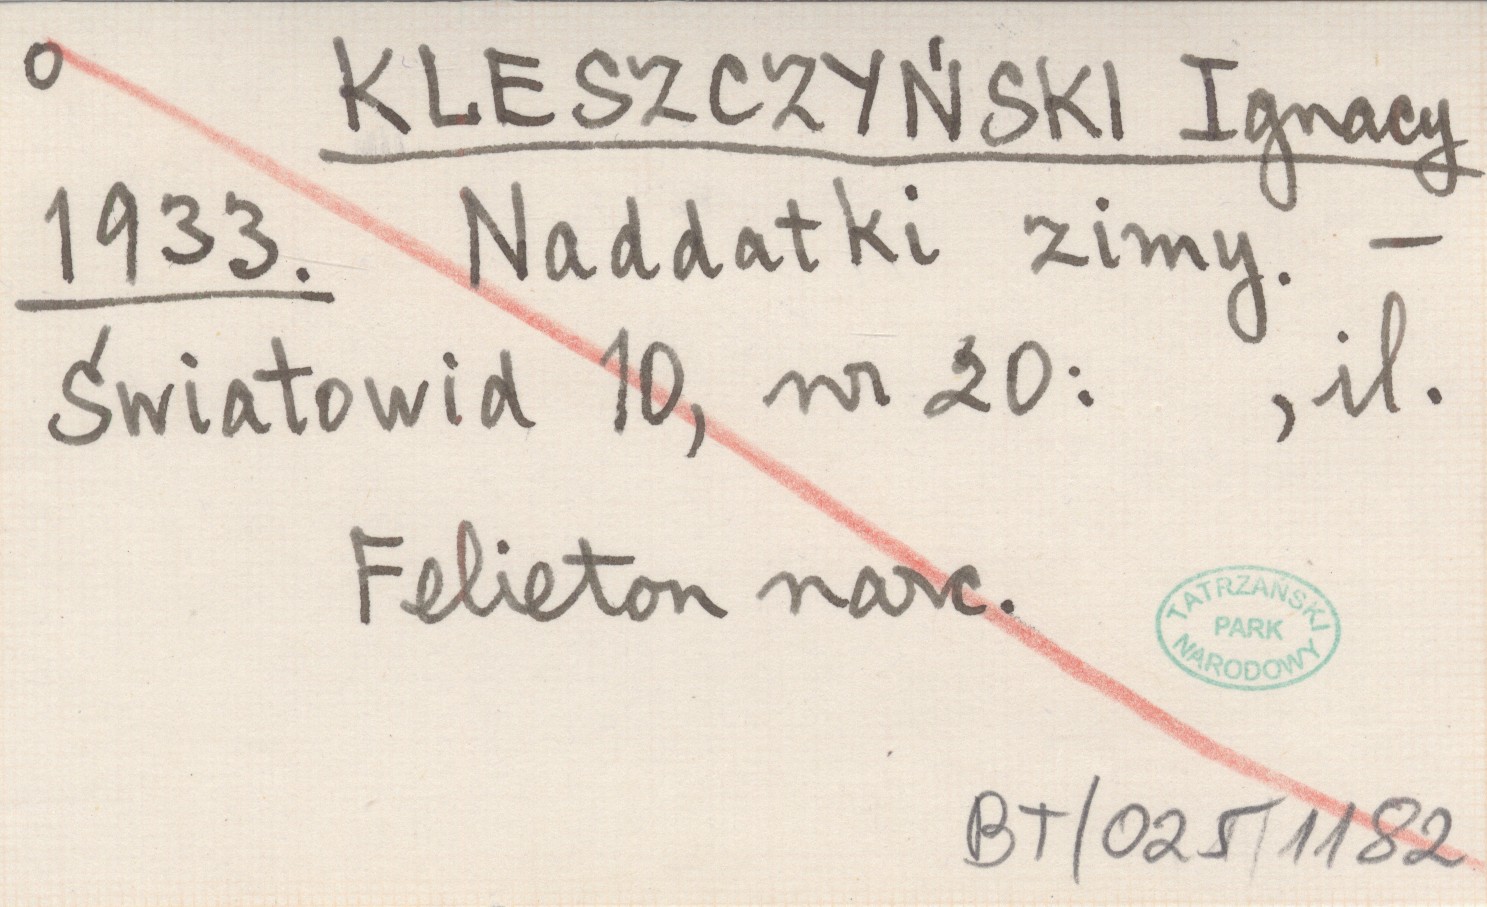 o KLESZCZYŃSKI Ignacy
1933. Naddatki zimy. —
Światowid 10, nr 20: , il.
Felieton narc.
TATRZAŃSKI
PARK
NARODOWY
BT/025/1182